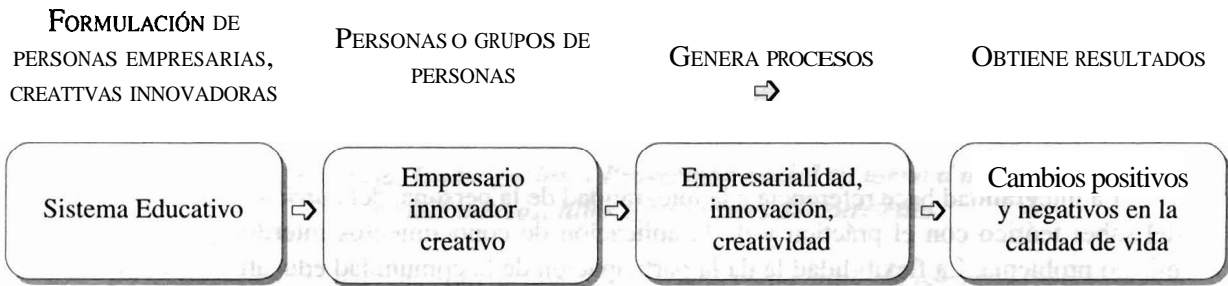 FORMULACIÓN DE
PERSONAS EMPRESARIAS,
CREATTVAS INNOVADORAS
PERSONAS O GRUPOS DE
PERSONAS
GENERA PROCESOS
OBTIENE RESULTADOS
Sistema Educativo
Empresario
innovador
creativo
Empresarialidad,
innovación,
creatividad
Cambios positivos
y negativos en la
calidad de vida